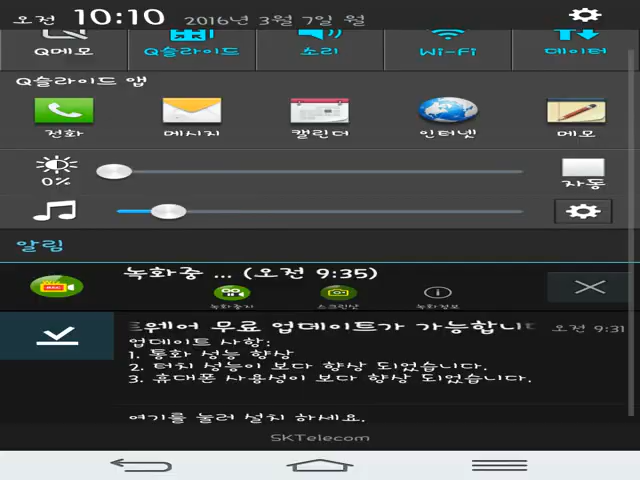 오전 10:10 2016년 3월 7일 월
Q메모 Q슬라이드 소리 Wi-Fi 데이터
Q슬라이드 앱
전화 메시지 캘린더 인터넷 메모
0% 자동
알림
녹화중 ... (오전 9:35)
녹화중지 스크린샷 녹화정보
트웨어 무료 업데이트가 가능합니다 오전 9:31
업데이트 사항:
1. 통화 성능 향상
2. 터치 성능이 보다 향상 되었습니다.
3. 휴대폰 사용성이 보다 향상 되었습니다.
여기를 눌러 설치 하세요.
SKTelecom